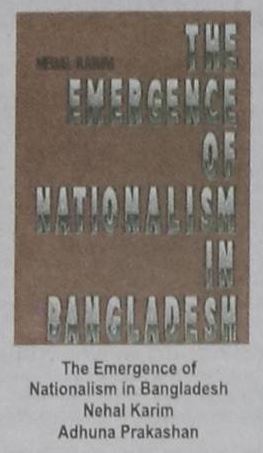 THE
NEHAL KARIM
EMERGENCE
OF
NATIONALISM
IN
BANGLADESH
The Emergence of
Nationalism in Bangladesh
Nehal Karim
Adhuna Prakashan